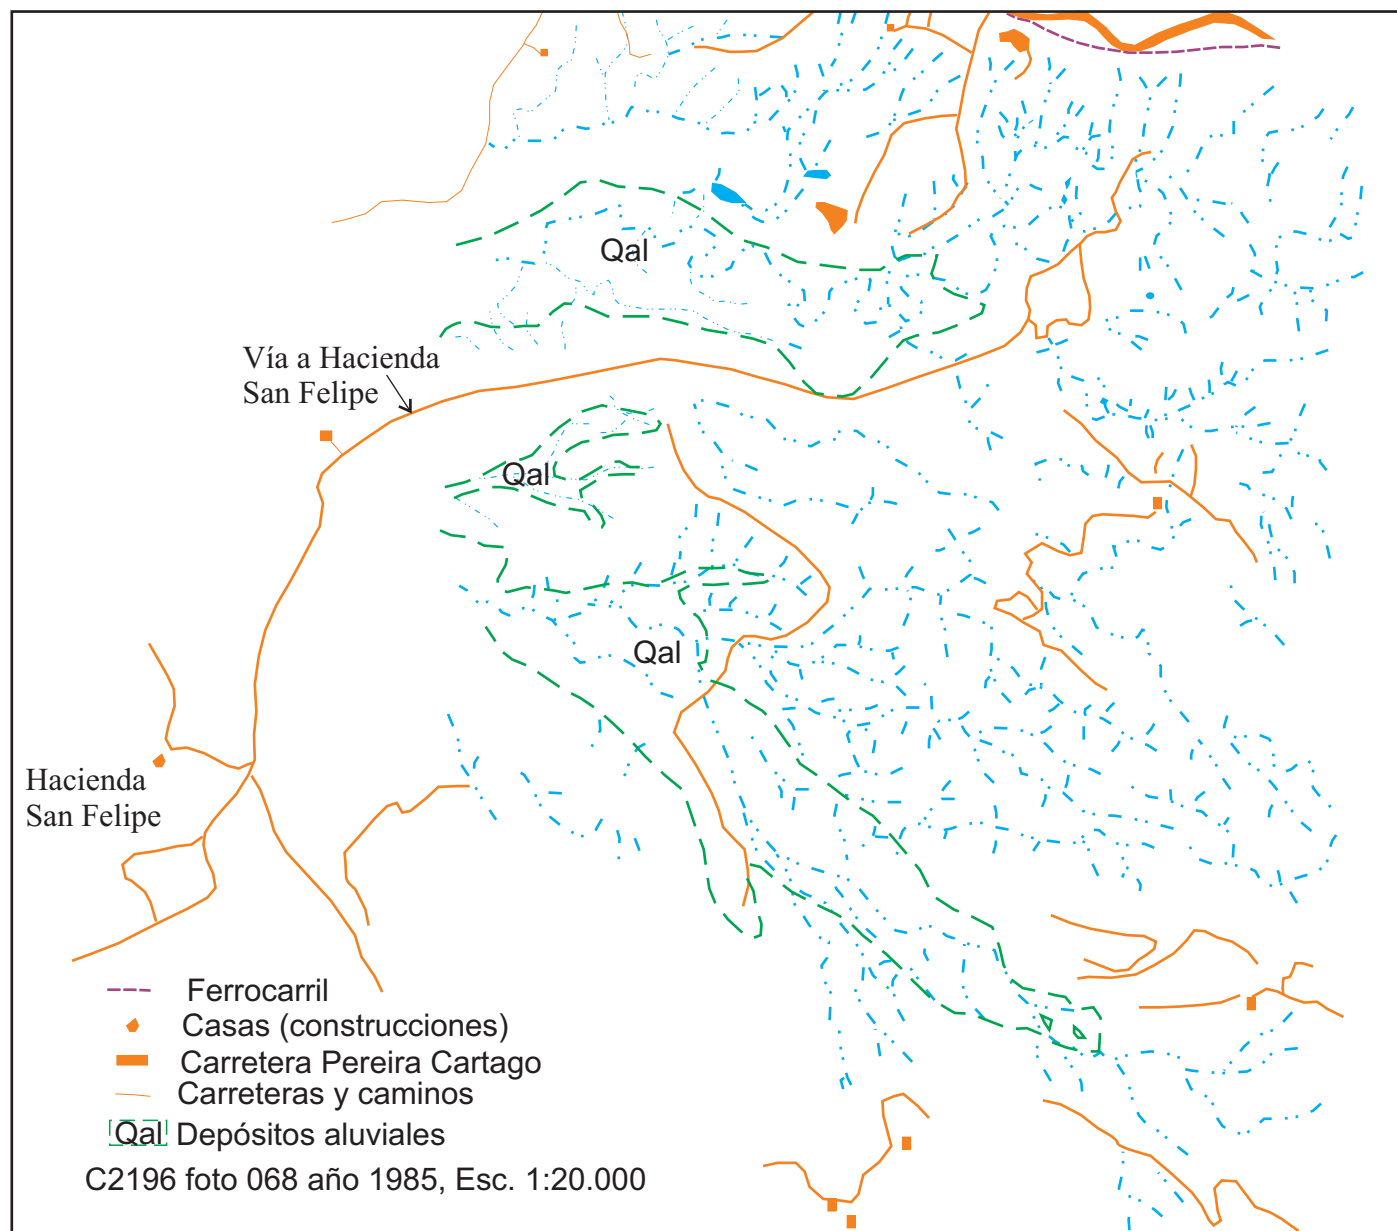 Qal
Vía a Hacienda
San Felipe
Qal
Qal
Hacienda
San Felipe
Ferrocarril
Casas (construcciones)
Carretera Pereira Cartago
Carreteras y caminos
Qal Depósitos aluviales
C2196 foto 068 año 1985, Esc. 1:20.000